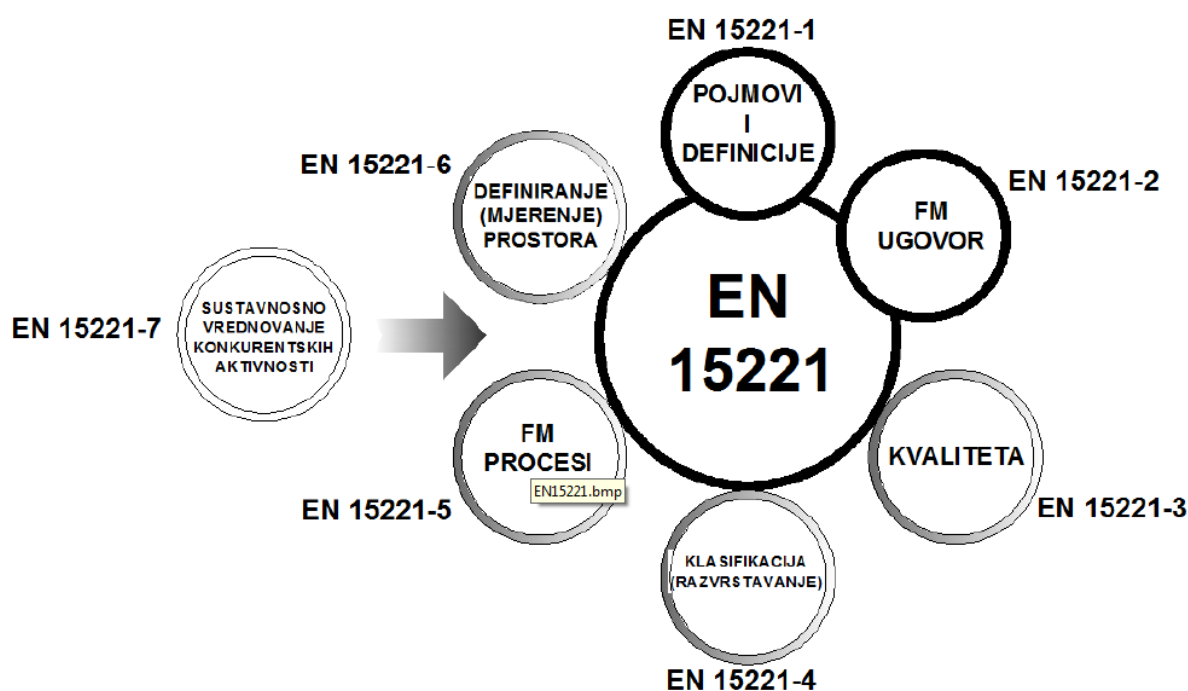 EN 15221-1
POJMOVI
I
DEFINICIJE
EN 15221-2
FM
UGOVOR
EN 15221-6
DEFINIRANJE
(MJERENJE)
PROSTORA
EN
15221
EN 15221-7
SUSTAVNOSNO
VREDNOVANJE
KONKURENTSKIH
AKTIVNOSTI
FM
PROCESI
EN15221.bmp
EN 15221-5
KVALITETA
EN 15221-3
KLASIFIKACIJA
(RAZVRSTAVANJE)
EN 15221-4